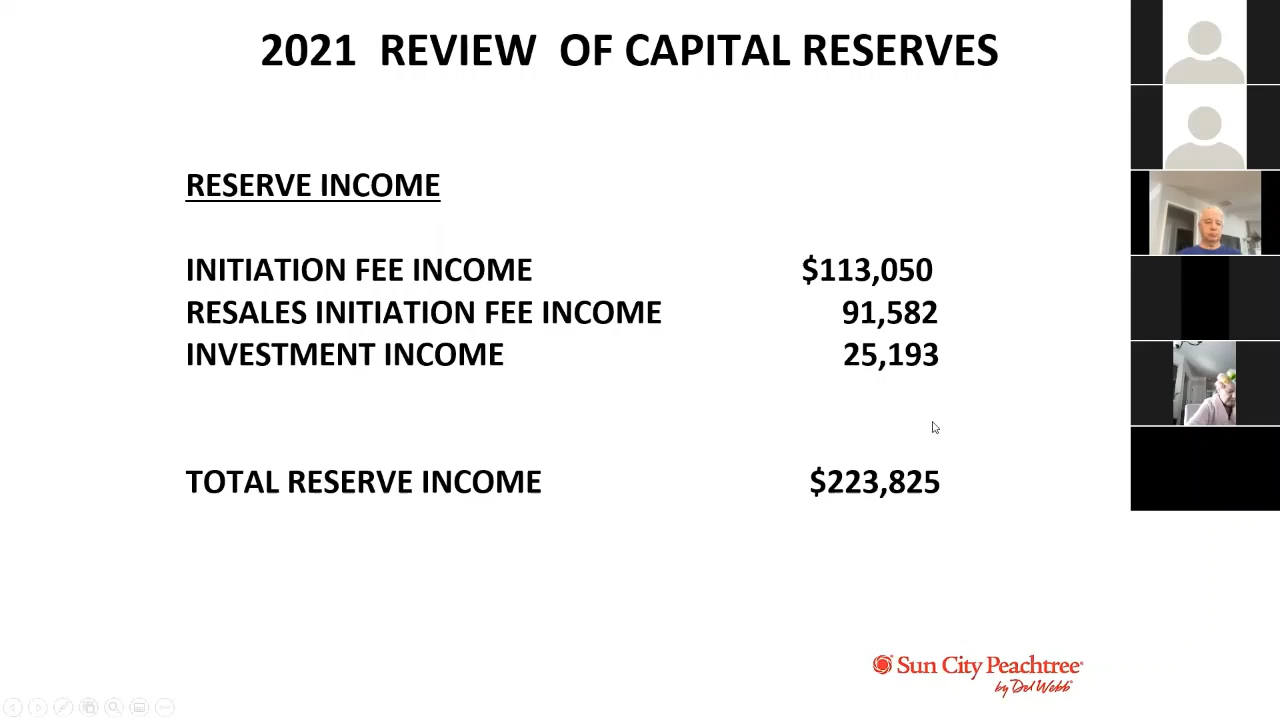 2021 REVIEW OF CAPITAL RESERVES
RESERVE INCOME
INITIATION FEE INCOME $113,050
RESALES INITIATION FEE INCOME 91,582
INVESTMENT INCOME 25,193
TOTAL RESERVE INCOME $223,825
Sun City Peachtree®
by Del Webb®